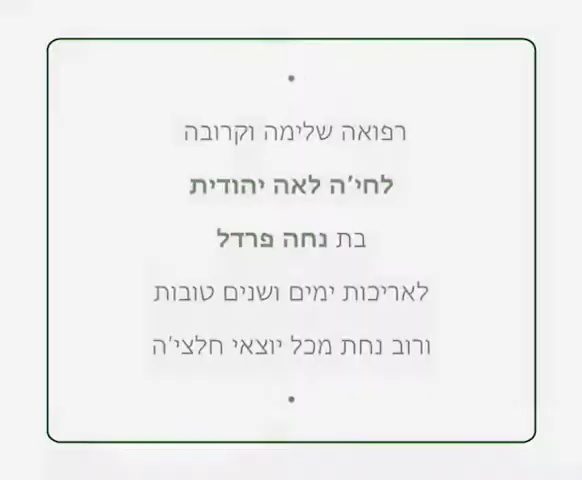 רפואה שלימה וקרובה
לחי'ה לאה יהודית
בת נחה פרדל
לאריכות ימים ושנים טובות
ורוב נחת מכל יוצאי חלצי'ה